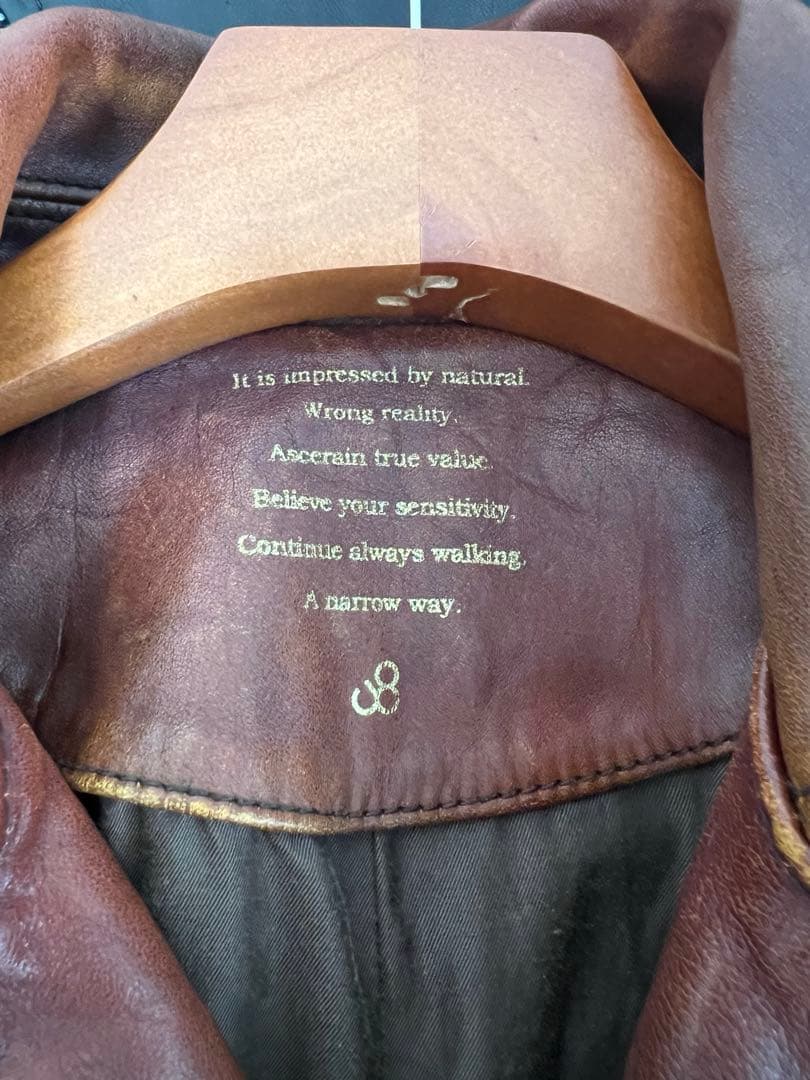 It is impressed by natural.
Wrong reality.
Ascerain true value.
Believe your sensitivity.
Continue always walking.
A narrow way.